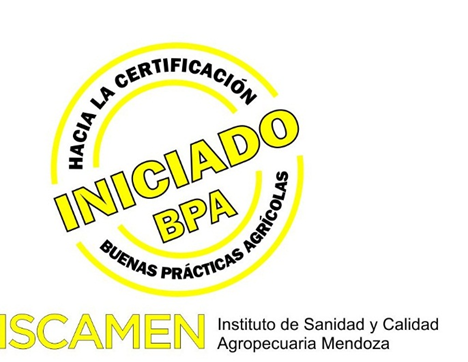 HACIA LA CERTIFICACIÓN
INICIADO
BPA
BUENAS PRÁCTICAS AGRÍCOLAS
ISCAMEN
Instituto de Sanidad y Calidad
Agropecuaria Mendoza